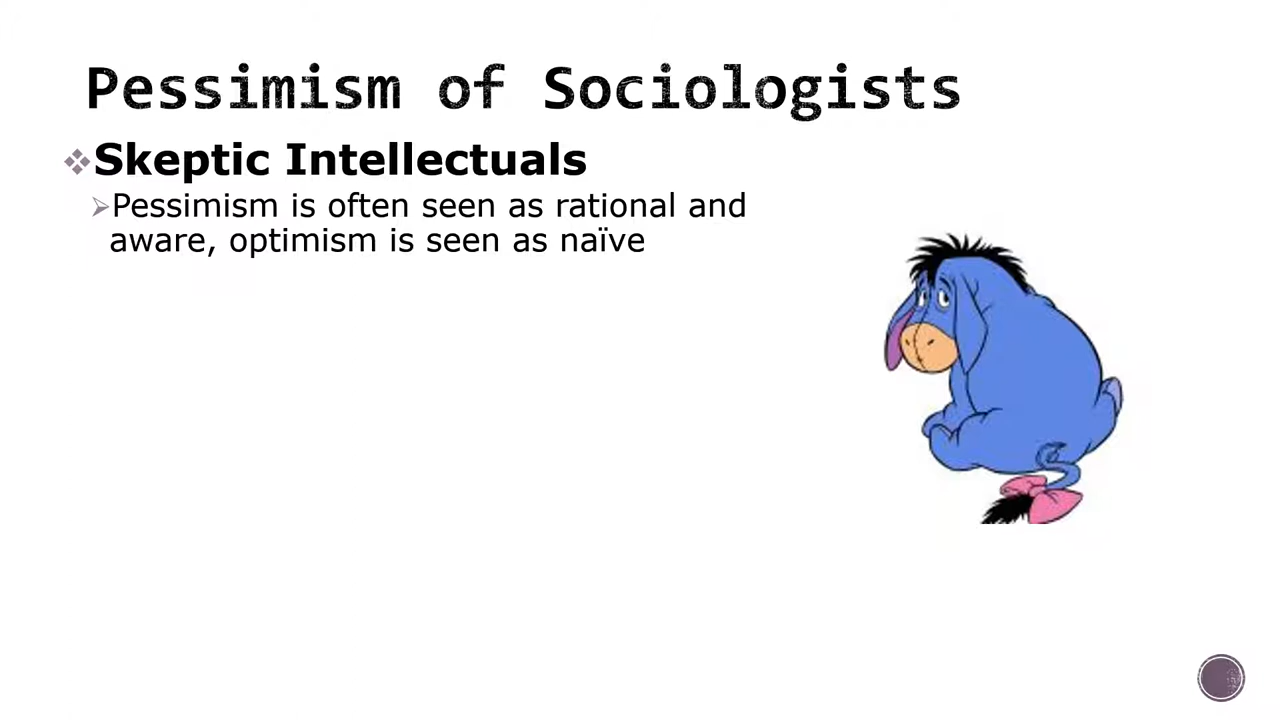 Pessimism of Sociologists
Skeptic Intellectuals
Pessimism is often seen as rational and
aware, optimism is seen as naïve